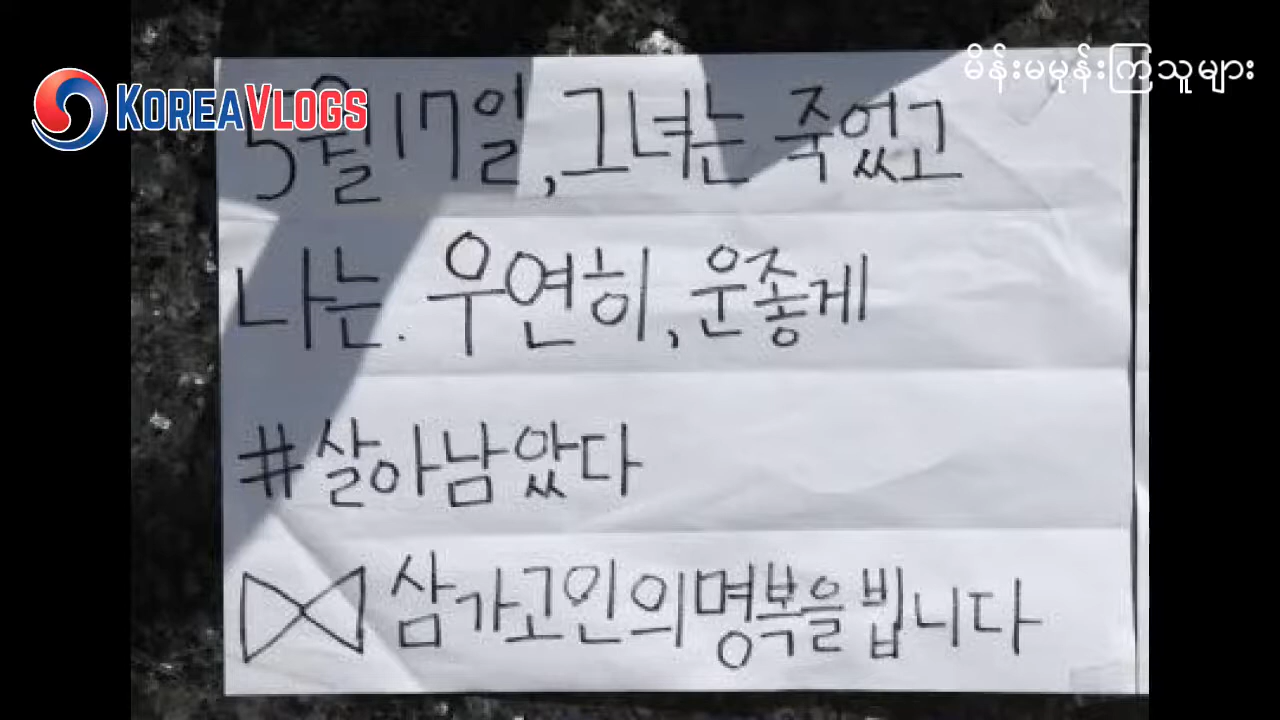 မိန်းမမုန်းကြသူများ
KOREAVLOGS
5월 17일, 그녀는 죽었고
나는. 우연히, 운좋게
#살아남았다
삼가고인의명복을빕니다